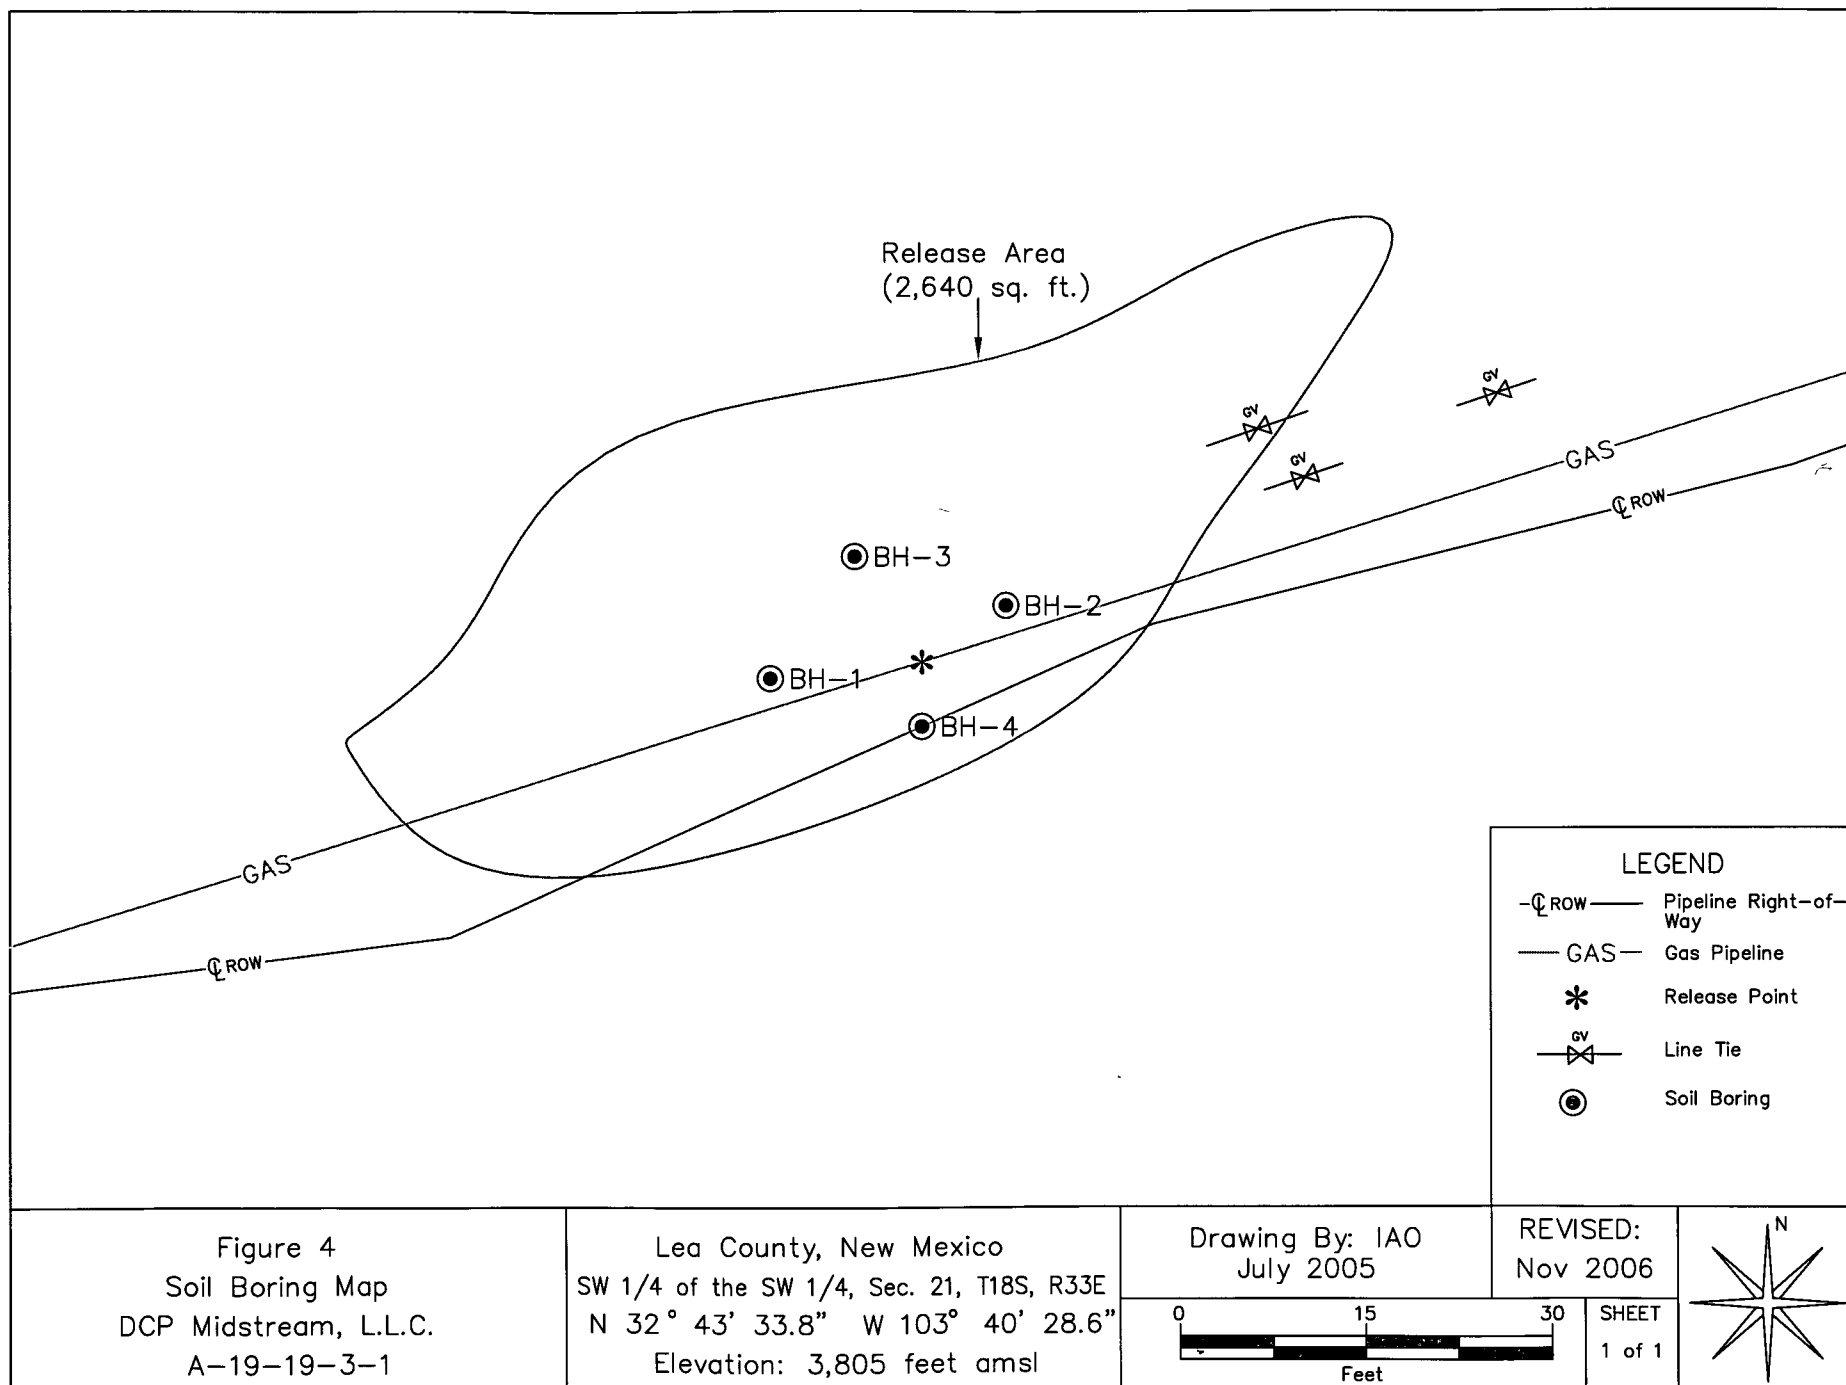 Release Area
(2,640 sq. ft.)
GV
GV
GV
GAS
℄ ROW
BH-3
BH-2
BH-1
BH-4
GAS
℄ ROW
LEGEND
℄ ROW Pipeline Right-of-
Way
GAS Gas Pipeline
Release Point
GV
Line Tie
Soil Boring
Figure 4
Soil Boring Map
DCP Midstream, L.L.C.
A-19-19-3-1
Lea County, New Mexico
SW 1/4 of the SW 1/4, Sec. 21, T18S, R33E
N 32° 43' 33.8" W 103° 40' 28.6"
Elevation: 3,805 feet amsl
Drawing By: IAO
July 2005
REVISED:
Nov 2006
0 15 30
Feet
SHEET
1 of 1
N